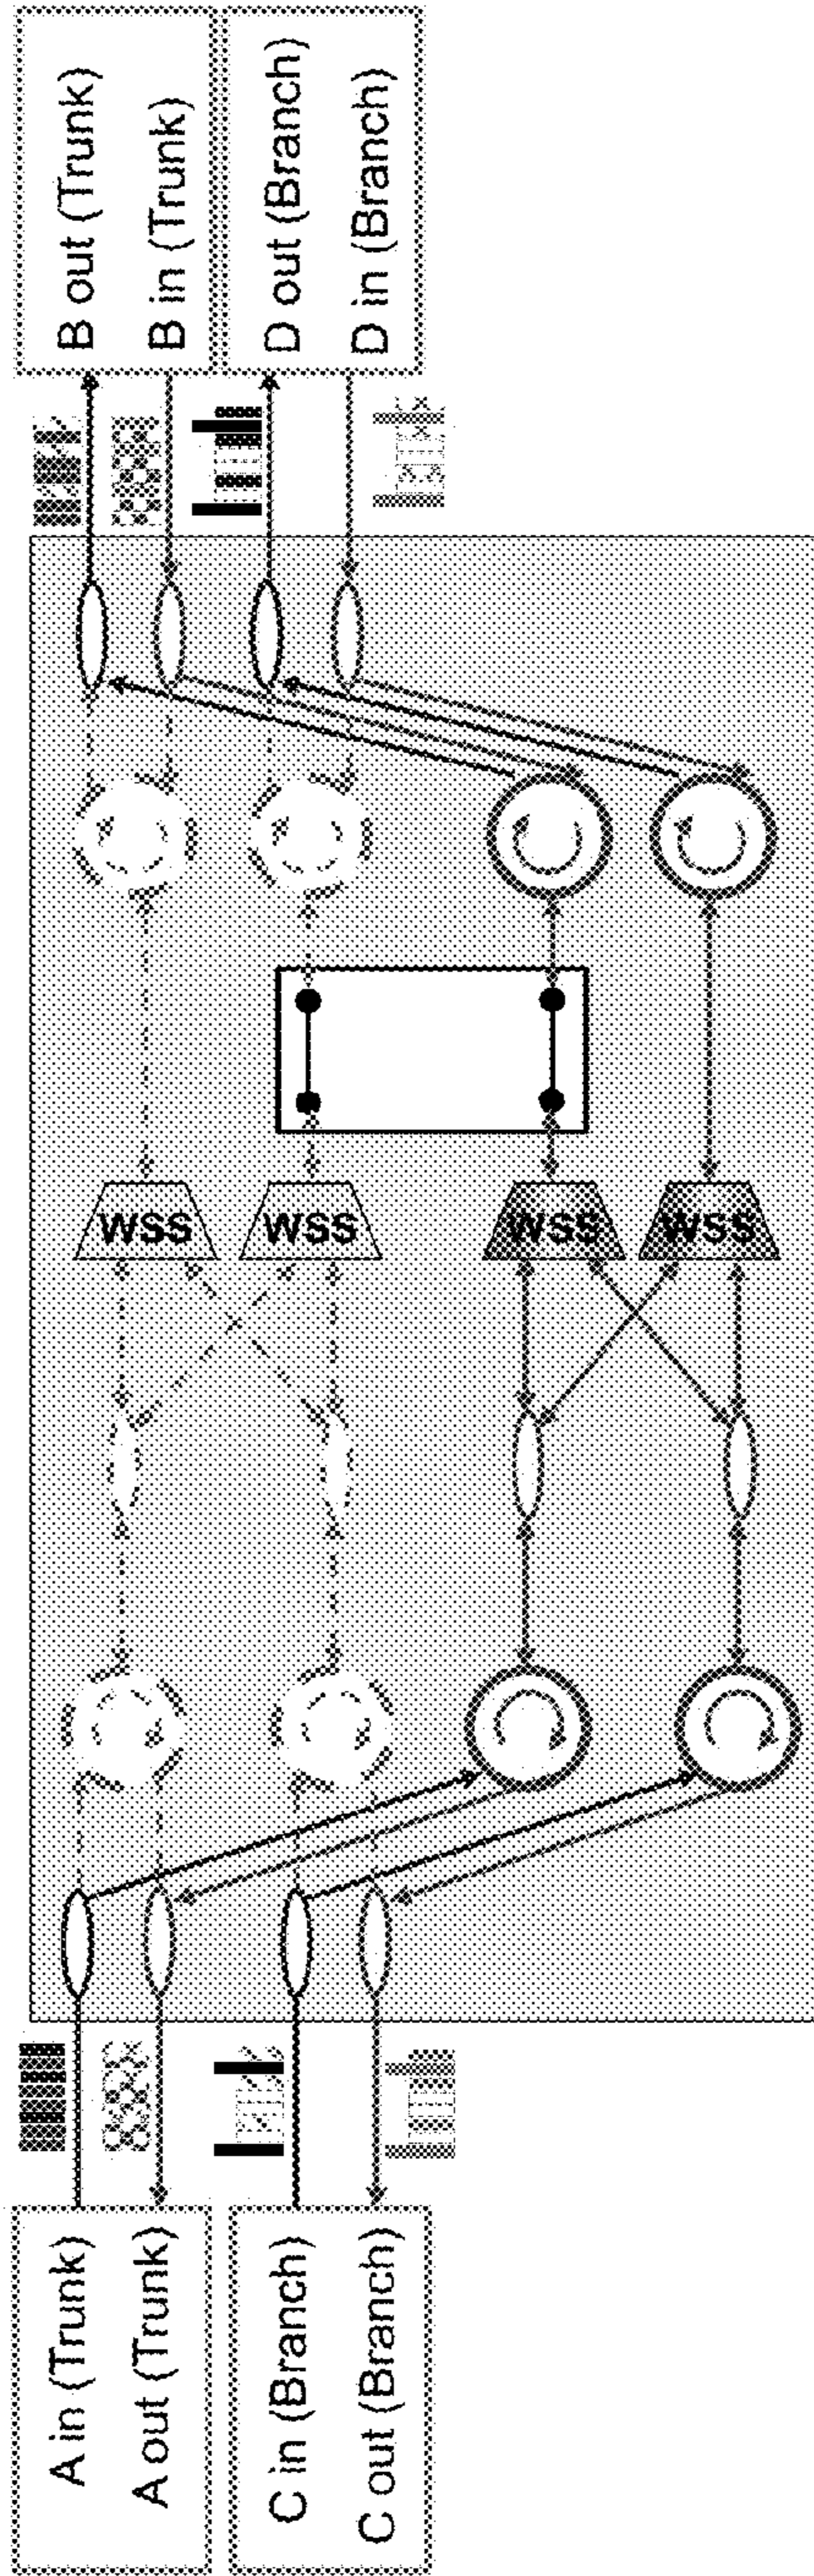 A in (Trunk)
A out (Trunk)
C in (Branch)
C out (Branch)
WSS
WSS
WSS
WSS
B out (Trunk)
B in (Trunk)
D out (Branch)
D in (Branch)